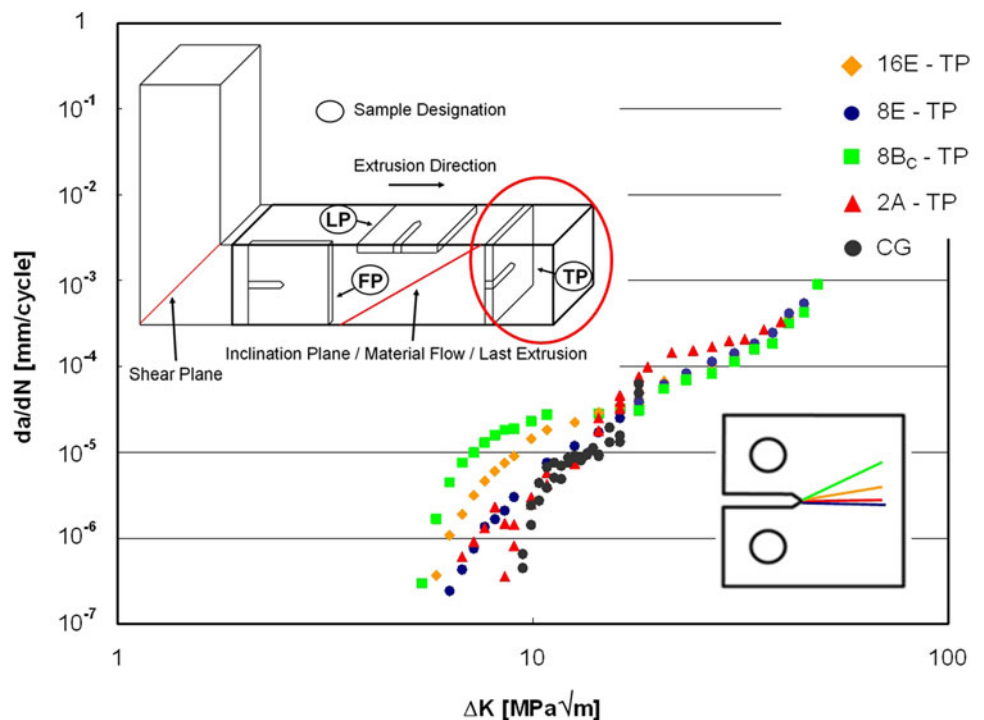 1
10-1
10-2
10-3
10-4
10-5
10-6
10-7
da/dN [mm/cycle]
1
10
100
ΔK [MPa√m]
Sample Designation
Extrusion Direction
LP
FP
TP
Inclination Plane / Material Flow / Last Extrusion
Shear Plane
16E - TP
8E - TP
8Bc - TP
2A - TP
CG